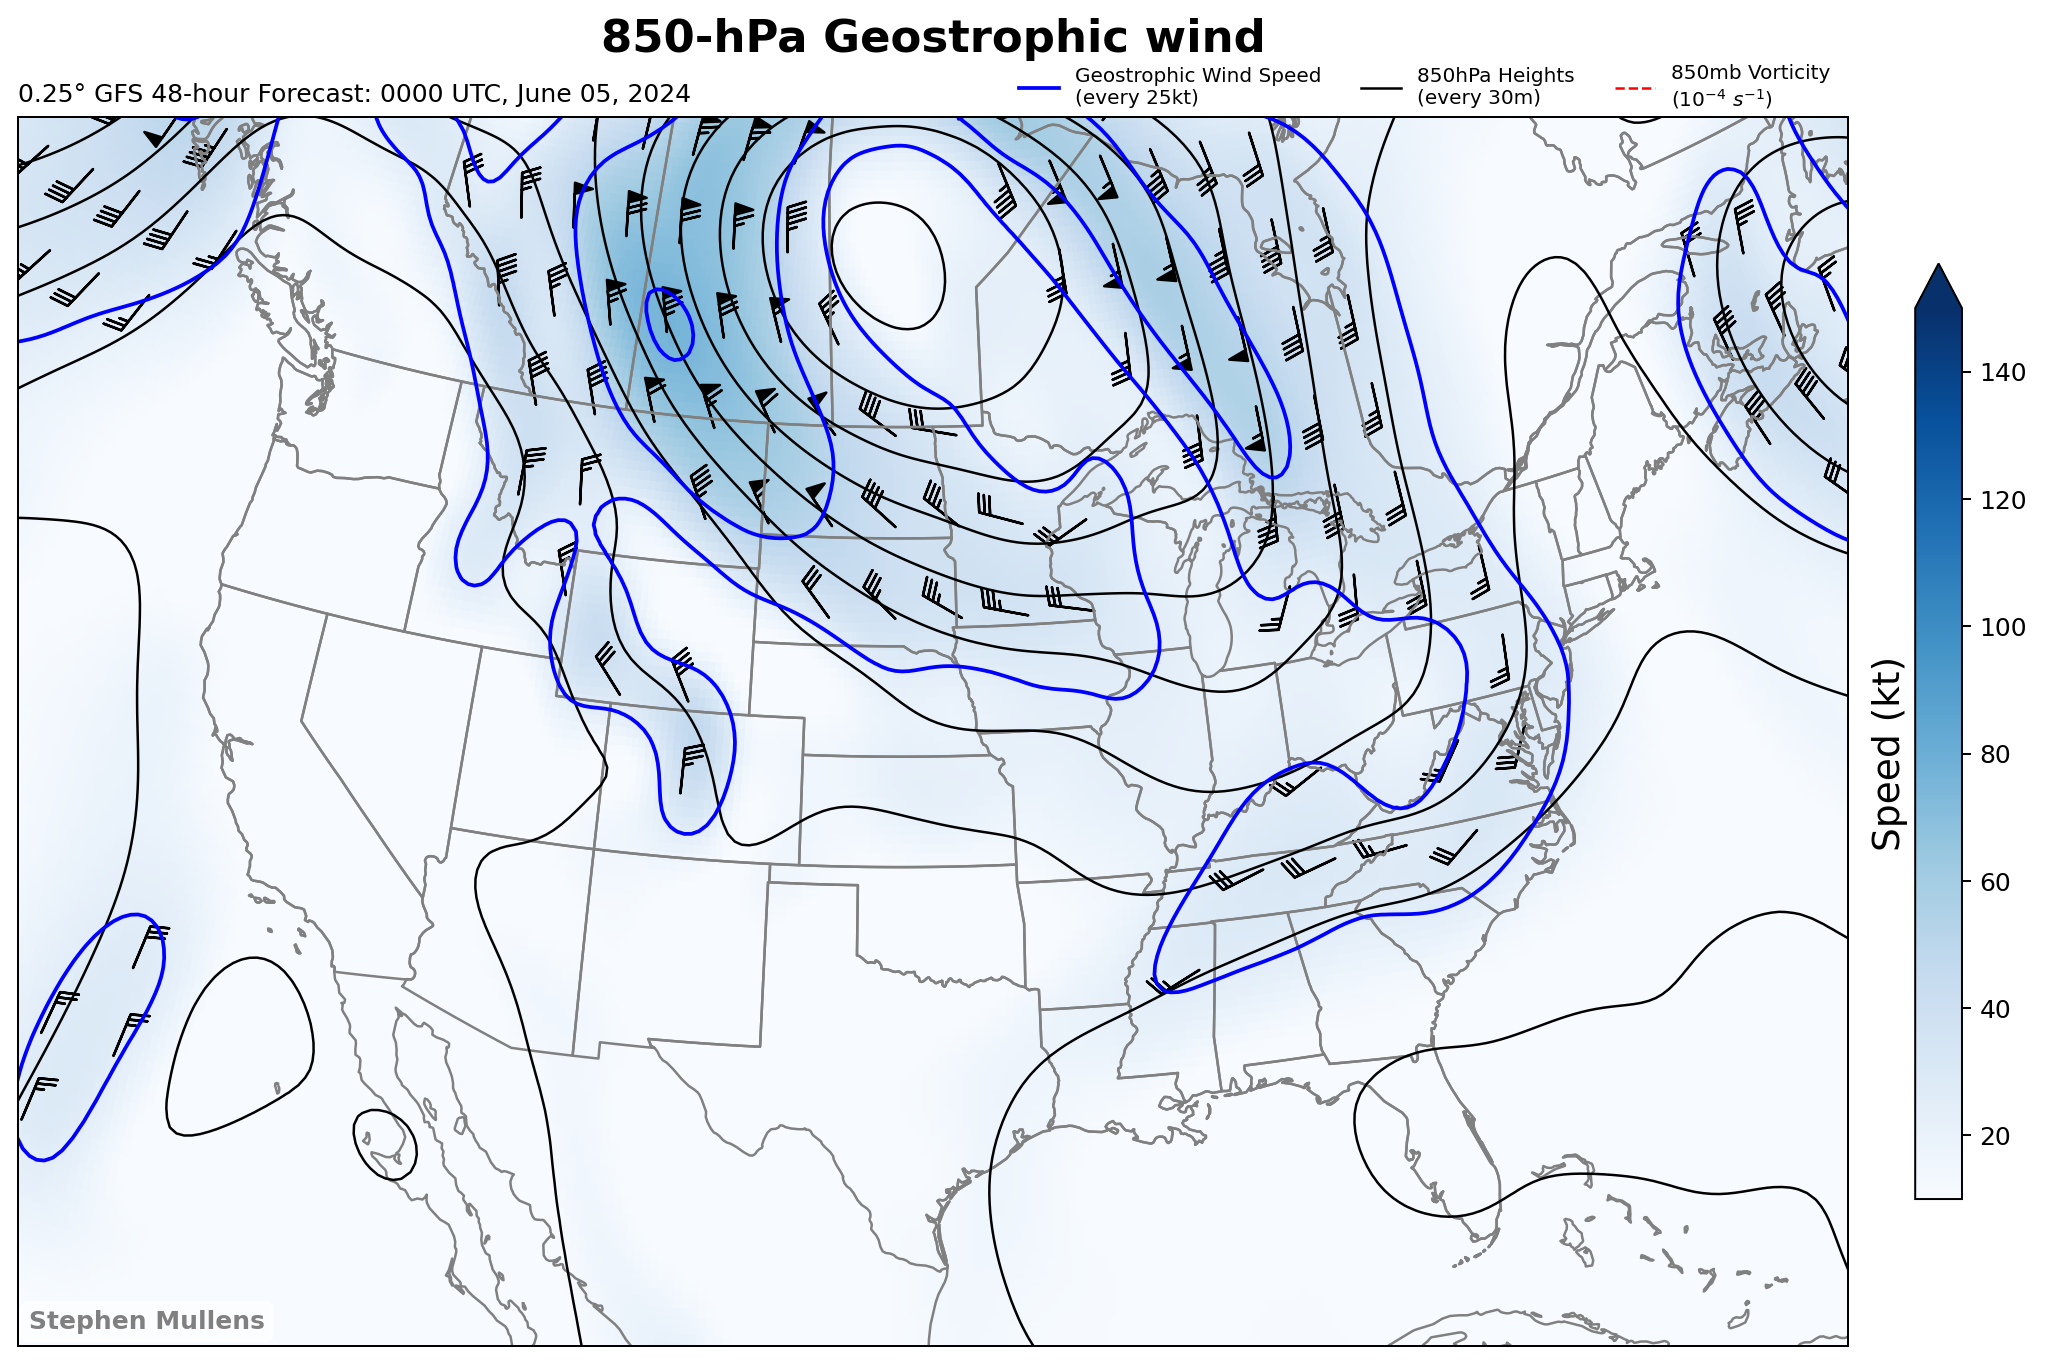 850-hPa Geostrophic wind
0.25° GFS 48-hour Forecast: 0000 UTC, June 05, 2024
Geostrophic Wind Speed
(every 25kt)
850hPa Heights
(every 30m)
850mb Vorticity
(10⁻⁴ s⁻¹)
140
120
100
80
60
40
20
Speed (kt)
Stephen Mullens